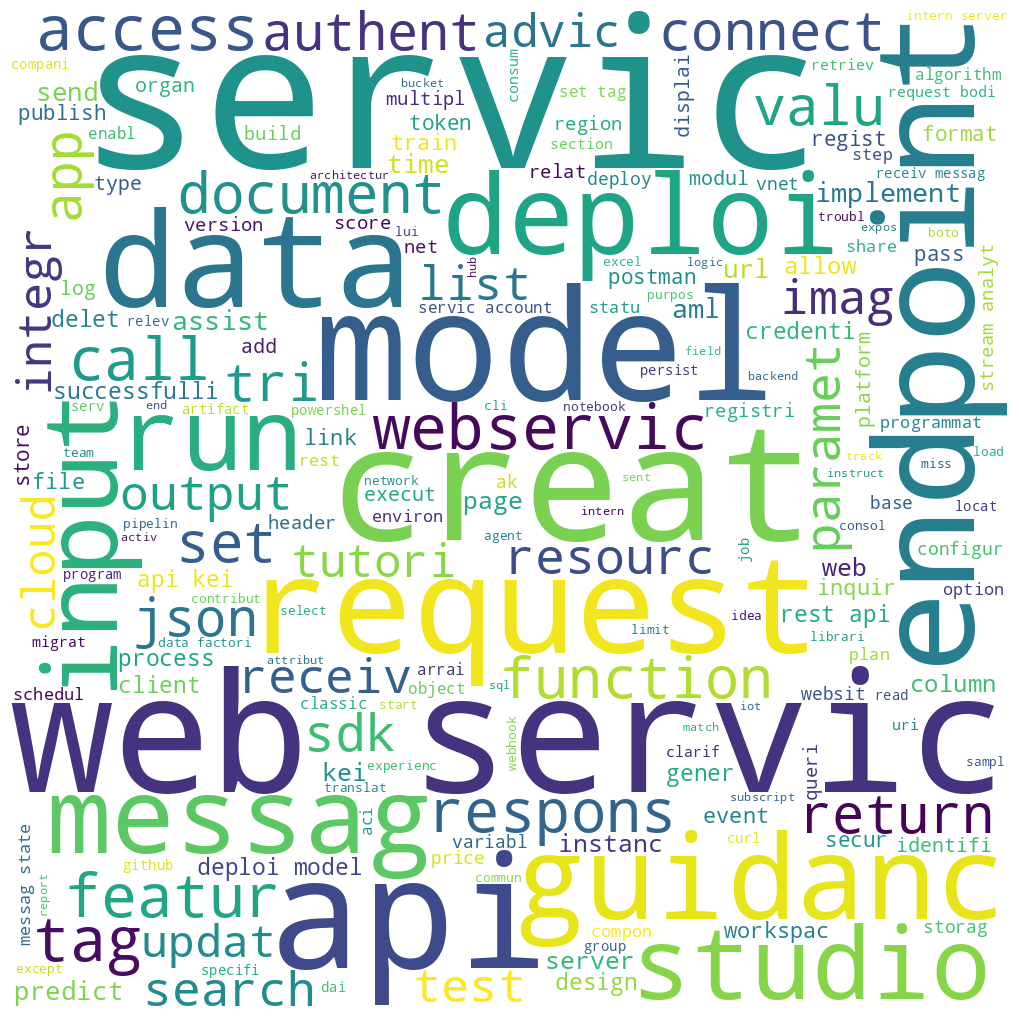 access
authent
advic
connect
intern server
compani
servic
send
organ
bucket
consum
set tag
displai
retriev
algorithm
request bodi
publish
multipl
valu
enabl
build
token
region
regist
format
endpoint
app
train
section
step
time
type
architectur
relat
deploy
modul
vnet
receiv messag
document
deploi
implement
version
score
lui
net
troubl
expos
boto
share
integr
data
hub
excel
logic
pass
log
list
postman
url
allow
stream analyt
servic account
purpos
statu
aml
imag
delet
relev
assist
model
credenti
call
add
field
platform
tri
persist
backend
successfulli
paramet
serv
end
artifact
powershel
cli
notebook
registri
programmat
input
run
link
webservic
store
team
rest
creat
miss
load
track
file
output
network
sent
instruct
execut
ak
page
base
locat
header
environ
intern
consol
pipelin
activ
set
agent
job
cloud
tutori
resourc
configur
program
api kei
web
inquir
option
contribut
request
json
select
idea
rest api
migrat
limit
librari
data factori
process
attribut
plan
receiv
arrai
function
client
object
sql
column
schedul
classic
start
websit
read
iot
web servic
sdk
webhook
match
uri
clarif
queri
sampl
kei
experienc
gener
translat
subscript
messag
aci
respons
event
return
variabl
curl
secur
identifi
instanc
messag state
github
deploi model
price
guidanc
api
commun
featur
report
compon
workspac
storag
tag
updat
group
server
studio
except
specifi
design
predict
search
dai
test